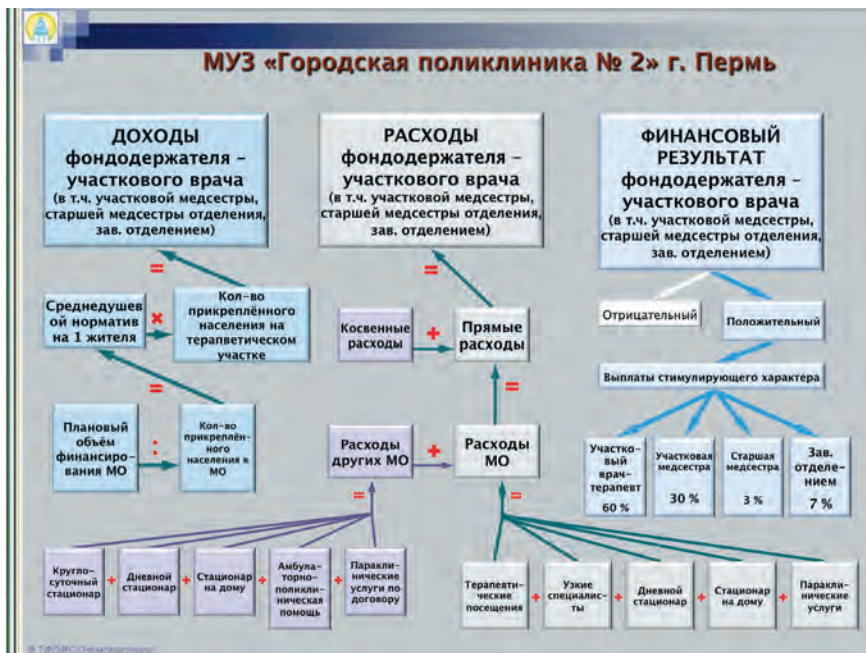 МУЗ «Городская поликлиника № 2» г. Пермь
ДОХОДЫ
фондодержателя –
участкового врача
(в т.ч. участковой медсестры,
старшей медсестры отделения,
зав. отделением)
РАСХОДЫ
фондодержателя –
участкового врача
(в т.ч. участковой медсестры,
старшей медсестры отделения,
зав. отделением)
ФИНАНСОВЫЙ
РЕЗУЛЬТАТ
фондодержателя –
участкового врача
(в т.ч. участковой медсестры,
старшей медсестры отделения,
зав. отделением)
=
=
Среднедушев
ой норматив
на 1 жителя
×
Кол-во
прикреплённого
населения на
терапевтическом
участке
Косвенные
расходы
+
Прямые
расходы
Отрицательный
Положительный
=
=
Выплаты стимулирующего характера
Плановый
объём
финансиро-
вания МО
:
Кол-во
прикреплён-
ного
населения к
МО
Расходы
других МО
+
Расходы
МО
Участко-
вый
врач-
терапевт
60 %
Участковая
медсестра
30 %
Старшая
медсестра
3 %
Зав.
отделе-
нием
7 %
=
=
Кругло-
суточный
стационар
+
Дневной
стационар
+
Стационар
на дому
+
Амбула-
торно-
поликли-
ническая
помощь
+
Паракли-
нические
услуги по
договору
Терапевти-
ческие
посещения
+
Узкие
специалис-
ты
+
Дневной
стационар
+
Стационар
на дому
+
Паракли-
нические
услуги